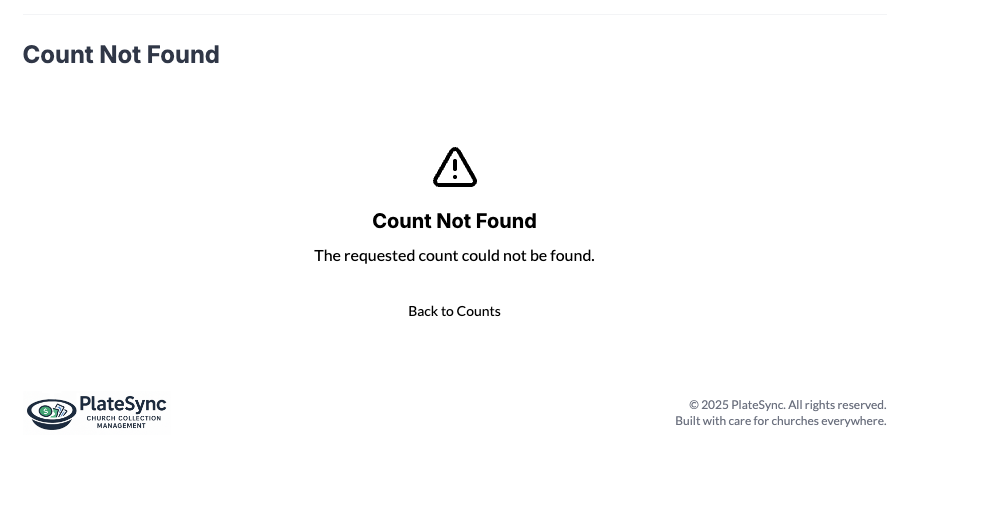 Count Not Found
Count Not Found
The requested count could not be found.
Back to Counts
PlateSync
CHURCH COLLECTION
MANAGEMENT
© 2025 PlateSync. All rights reserved.
Built with care for churches everywhere.